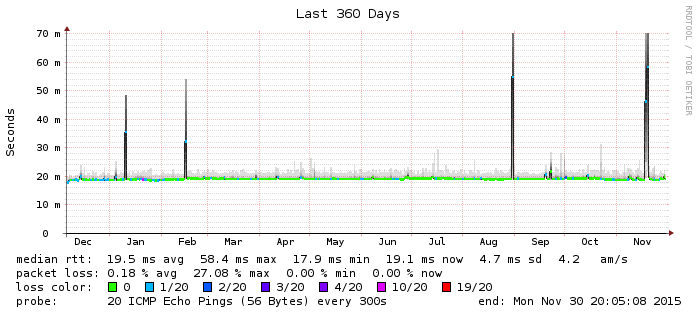 Last 360 Days
RRDTOOL / TOBI OETIKER
Seconds
70 m
60 m
50 m
40 m
30 m
20 m
10 m
0
Dec Jan Feb Mar Apr May Jun Jul Aug Sep Oct Nov
median rtt: 19.5 ms avg 58.4 ms max 17.9 ms min 19.1 ms now 4.7 ms sd 4.2 am/s
packet loss: 0.18 % avg 27.08 % max 0.00 % min 0.00 % now
loss color: 0 1/20 2/20 3/20 4/20 10/20 19/20
probe: 20 ICMP Echo Pings (56 Bytes) every 300s end: Mon Nov 30 20:05:08 2015